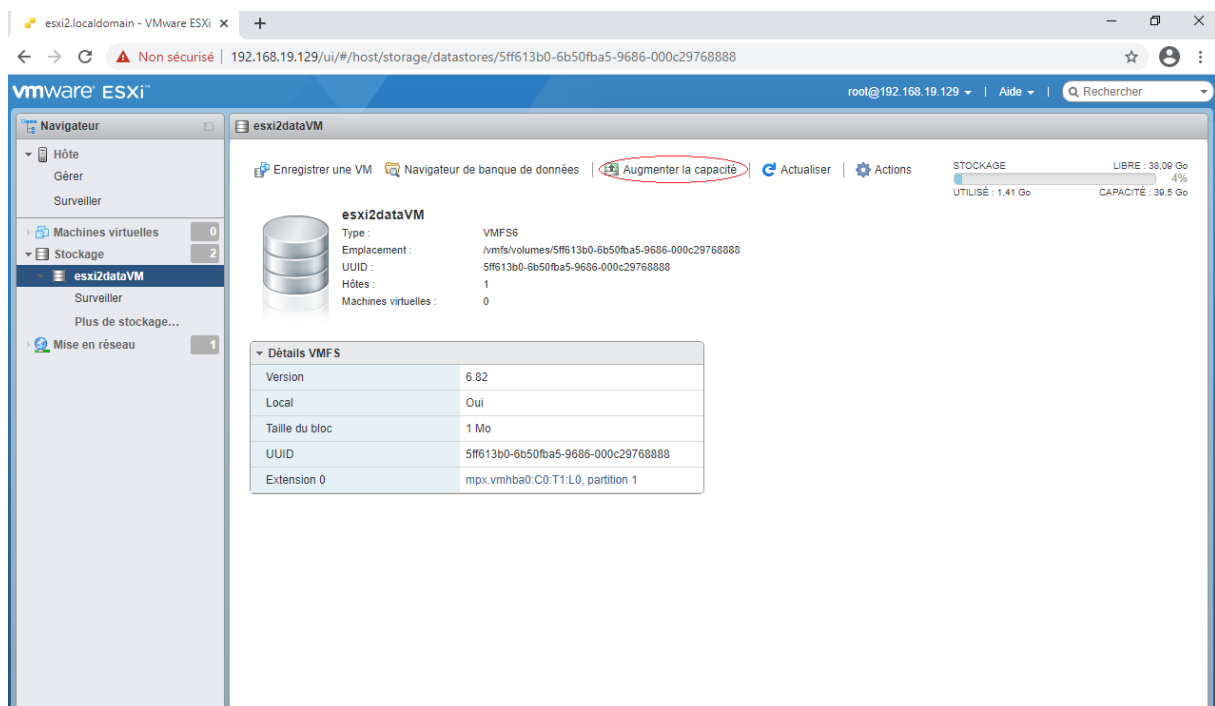 esxi2.localdomain - VMware ESXi
Non sécurisé | 192.168.19.129/ui/#/host/storage/datastores/5ff613b0-6b50fba5-9686-000c29768888
vmware ESXi™
root@192.168.19.129 | Aide | Rechercher
Navigateur
esxi2dataVM
Hôte
Gérer
Surveiller
Machines virtuelles 0
Stockage 2
esxi2dataVM
Surveiller
Plus de stockage...
Mise en réseau 1
Enregistrer une VM Navigateur de banque de données | Augmenter la capacité | Actualiser | Actions
STOCKAGE LIBRE : 38,09 Go
4%
UTILISÉ : 1,41 Go CAPACITÉ : 39,5 Go
esxi2dataVM
Type : VMFS6
Emplacement : /vmfs/volumes/5ff613b0-6b50fba5-9686-000c29768888
UUID : 5ff613b0-6b50fba5-9686-000c29768888
Hôtes : 1
Machines virtuelles : 0
Détails VMFS
Version 6.82
Local Oui
Taille du bloc 1 Mo
UUID 5ff613b0-6b50fba5-9686-000c29768888
Extension 0 mpx.vmhba0:C0:T1:L0, partition 1